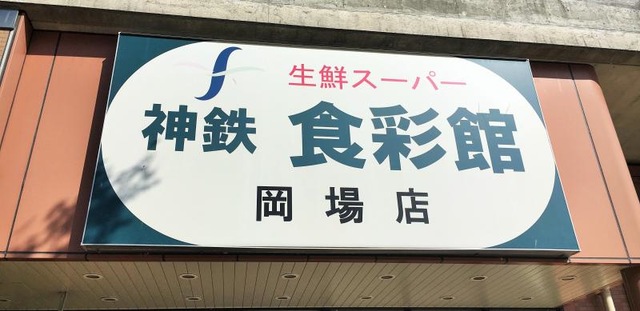 生鮮スーパー
神鉄 食彩館
岡場店